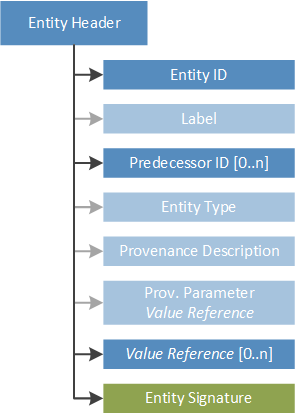 Entity Header
Entity ID
Label
Predecessor ID [0..n]
Entity Type
Provenance Description
Prov. Parameter
Value Reference
Value Reference [0..n]
Entity Signature